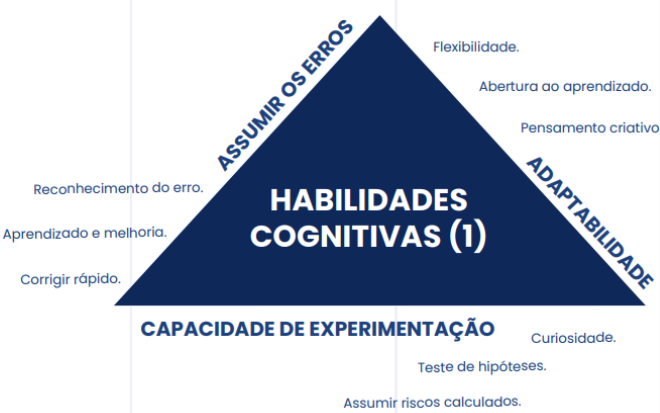 ASSUMIR OS ERROS
Reconhecimento do erro.
Aprendizado e melhoria.
Corrigir rápido.
Flexibilidade.
Abertura ao aprendizado.
Pensamento criativo
ADAPTABILIDADE
HABILIDADES
COGNITIVAS (1)
CAPACIDADE DE EXPERIMENTAÇÃO
Curiosidade.
Teste de hipóteses.
Assumir riscos calculados.